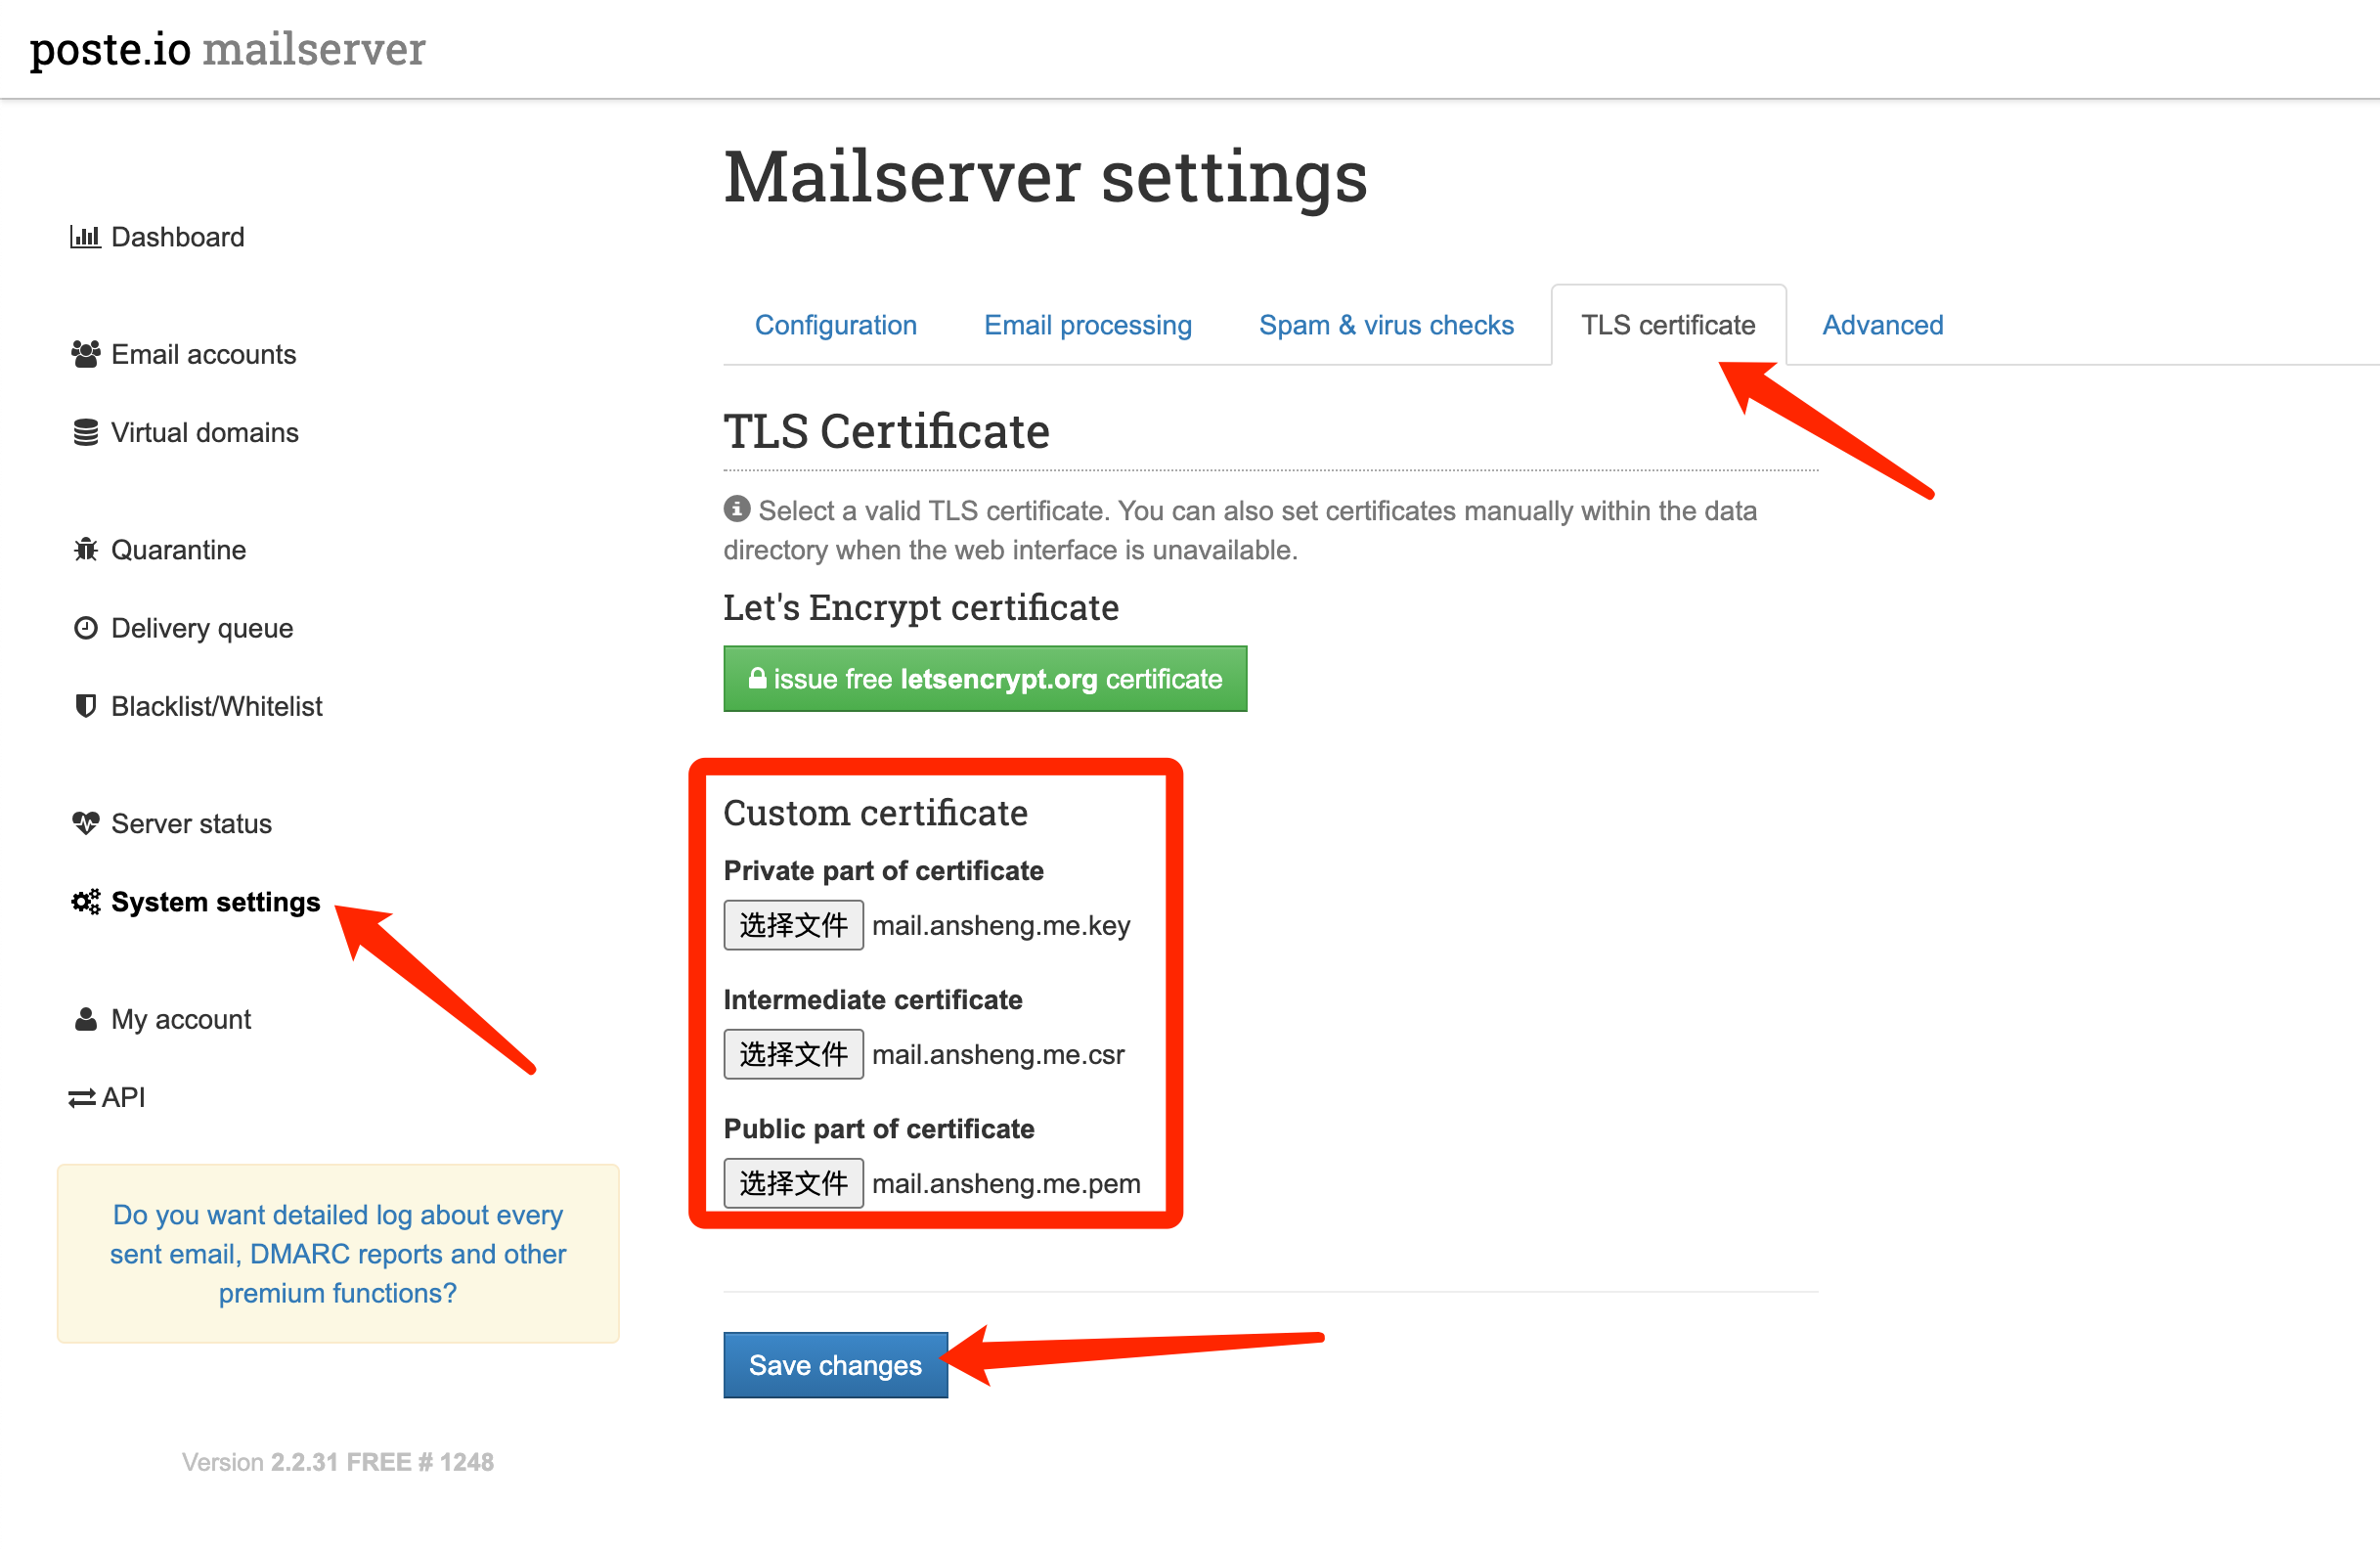 poste.io mailserver
Dashboard
Email accounts
Virtual domains
Quarantine
Delivery queue
Blacklist/Whitelist
Server status
System settings
My account
API
Do you want detailed log about every
sent email, DMARC reports and other
premium functions?
Version 2.2.31 FREE # 1248
Mailserver settings
Configuration
Email processing
Spam & virus checks
TLS certificate
Advanced
TLS Certificate
Select a valid TLS certificate. You can also set certificates manually within the data
directory when the web interface is unavailable.
Let's Encrypt certificate
issue free letsencrypt.org certificate
Custom certificate
Private part of certificate
选择文件 mail.ansheng.me.key
Intermediate certificate
选择文件 mail.ansheng.me.csr
Public part of certificate
选择文件 mail.ansheng.me.pem
Save changes